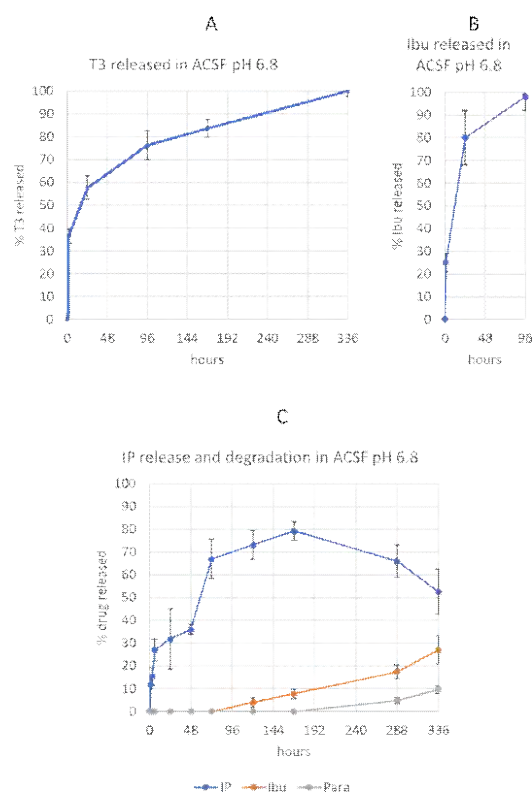 A
T3 released in ACSF pH 6.8
100
90
80
70
60
50
40
30
20
10
0
% T3 released
0 48 96 144 192 240 288 336
hours
B
Ibu released in
ACSF pH 6.8
100
90
80
70
60
50
40
30
20
10
0
% Ibu released
0 48 96
hours
C
IP release and degradation in ACSF pH 6.8
100
90
80
70
60
50
40
30
20
10
0
% drug released
0 48 96 144 192 240 288 336
hours
IP Ibu Para